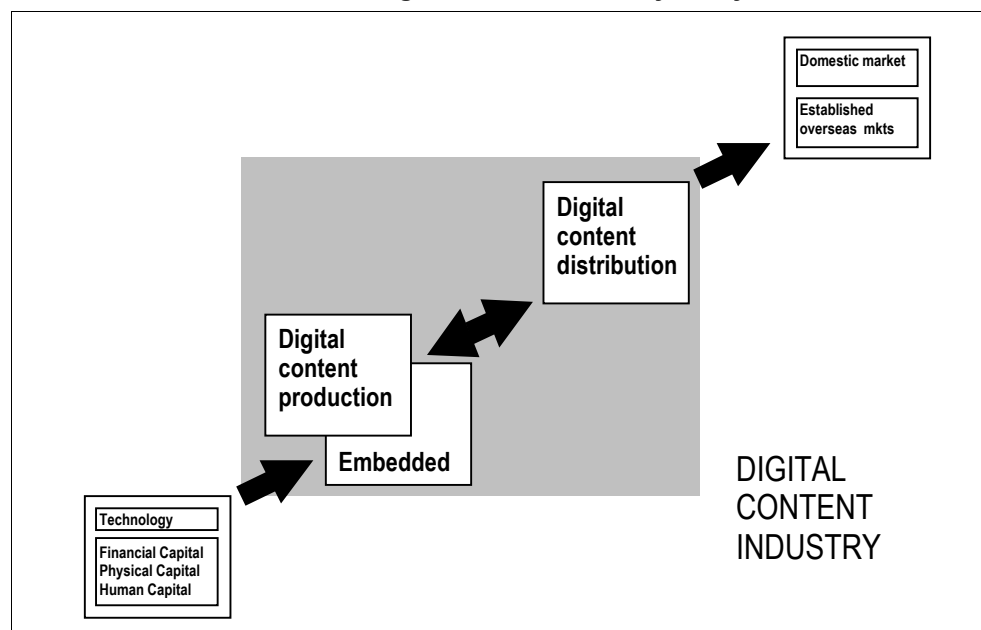 Domestic market
Established
overseas mkts
Digital
content
distribution
Digital
content
production
Embedded
DIGITAL
CONTENT
INDUSTRY
Technology
Financial Capital
Physical Capital
Human Capital